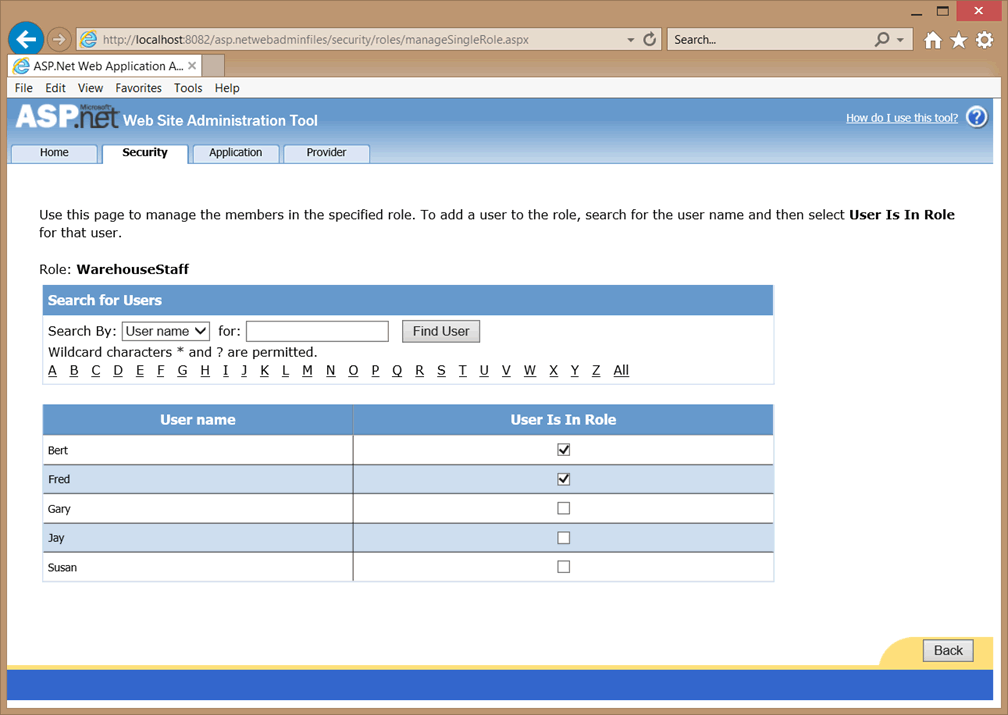 http://localhost:8082/asp.netwebadminfiles/security/roles/manageSingleRole.aspx
Search...
ASP.Net Web Application A...
File Edit View Favorites Tools Help
Microsoft
ASP.net Web Site Administration Tool
How do I use this tool? ?
Home Security Application Provider
Use this page to manage the members in the specified role. To add a user to the role, search for the user name and then select User Is In Role
for that user.
Role: WarehouseStaff
Search for Users
Search By: User name for: Find User
Wildcard characters * and ? are permitted.
A B C D E F G H I J K L M N O P Q R S T U V W X Y Z All
User name User Is In Role
Bert
Fred
Gary
Jay
Susan
Back